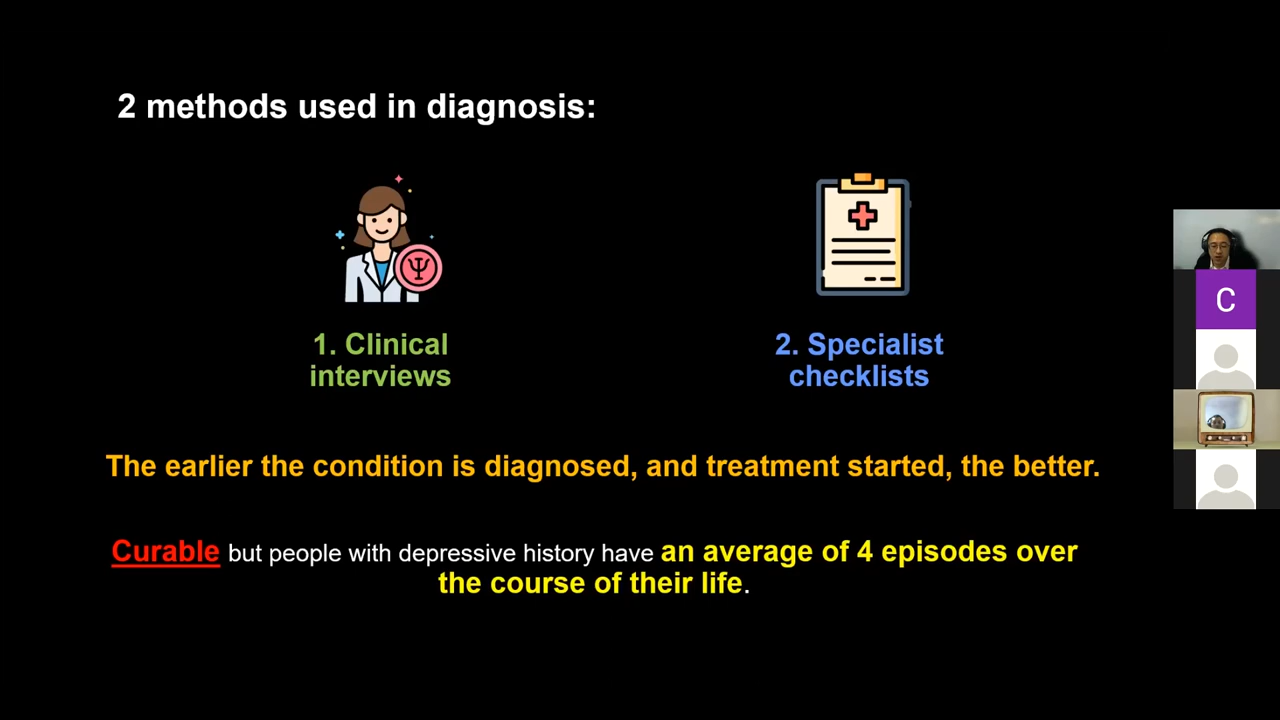 2 methods used in diagnosis:
1. Clinical
interviews
2. Specialist
checklists
The earlier the condition is diagnosed, and treatment started, the better.
Curable but people with depressive history have an average of 4 episodes over
the course of their life.
C